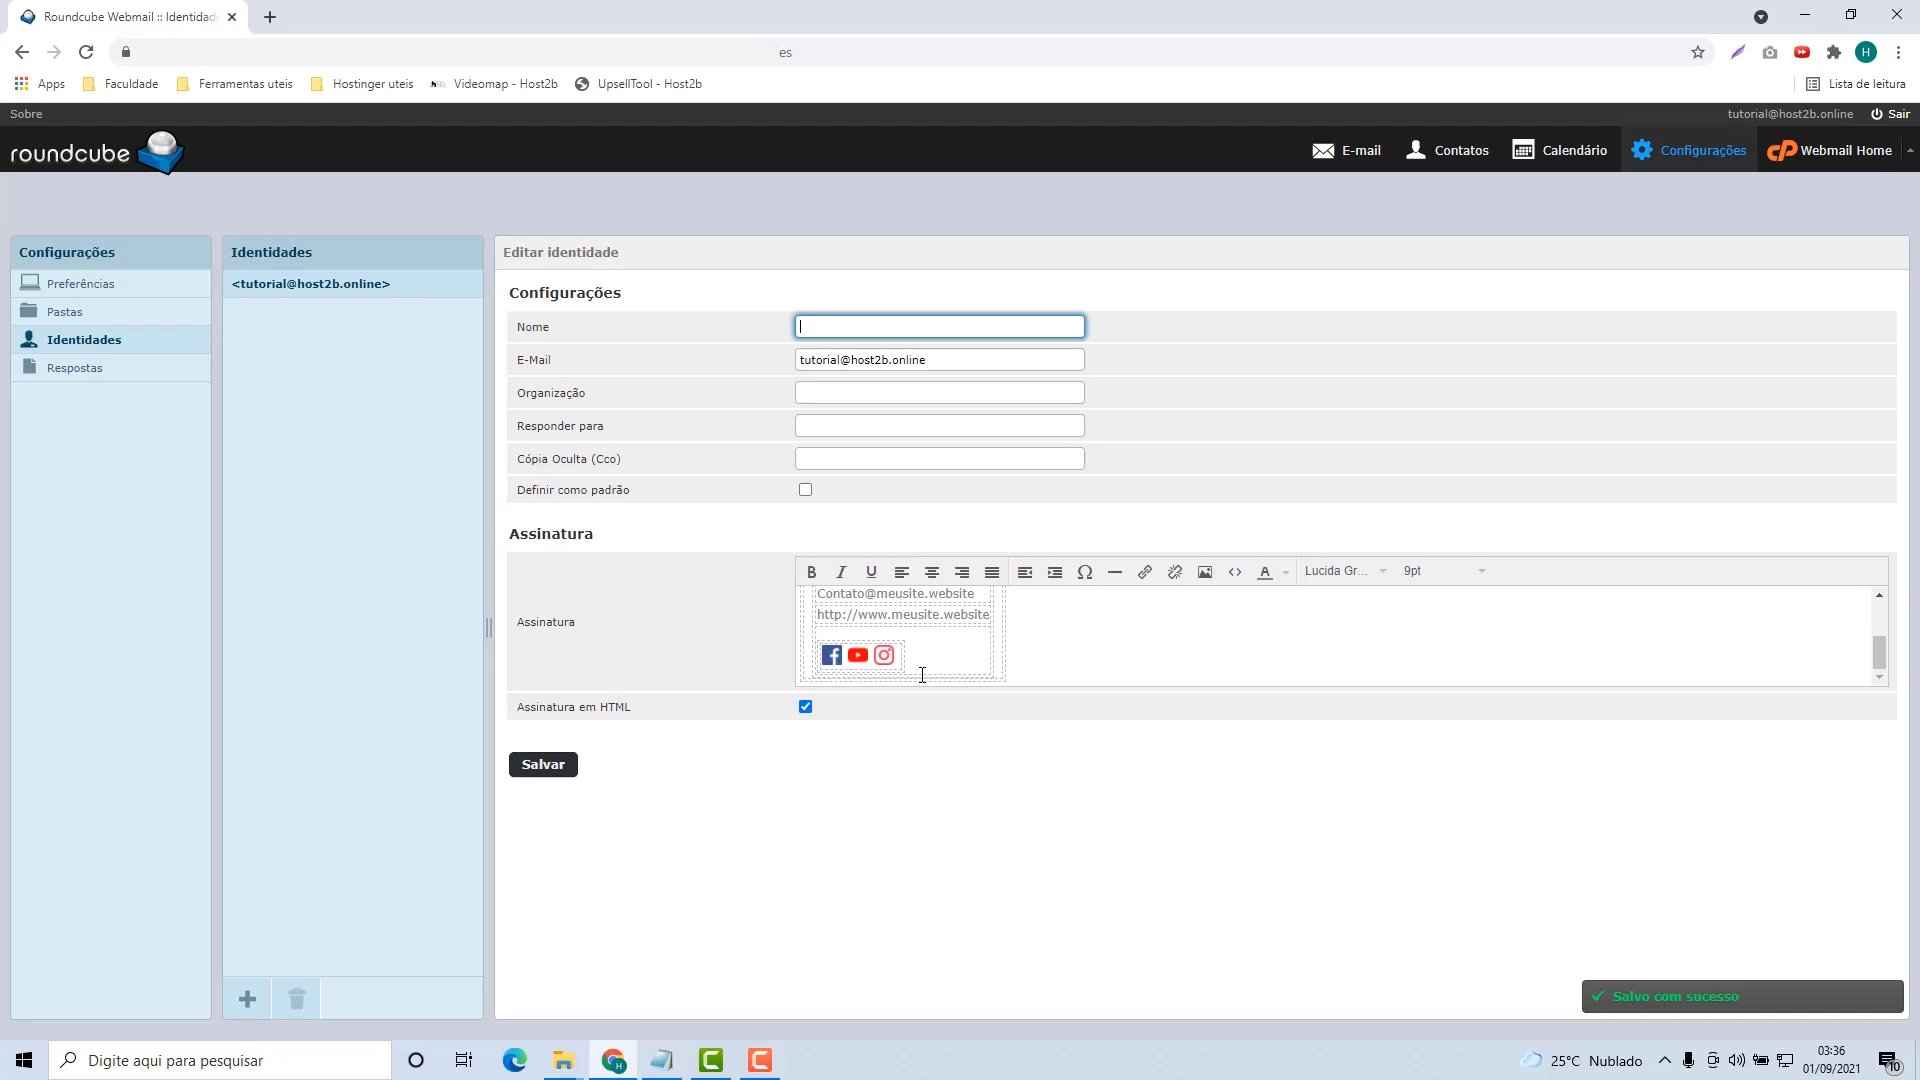 Roundcube Webmail :: Identidad
es
H
Apps
Faculdade
Ferramentas uteis
Hostinger uteis
Videomap - Host2b
UpsellTool - Host2b
Lista de leitura
Sobre
tutorial@host2b.online
Sair
roundcube
E-mail
Contatos
Calendário
Configurações
cP Webmail Home
Configurações
Preferências
Pastas
Identidades
Respostas
Identidades
<tutorial@host2b.online>
Editar identidade
Configurações
Nome
E-Mail
tutorial@host2b.online
Organização
Responder para
Cópia Oculta (Cco)
Definir como padrão
Assinatura
B I U Ω A Lucida Gr... 9pt
Assinatura
Contato@meusite.website
http://www.meusite.website
Assinatura em HTML
Salvar
Salvo com sucesso
Digite aqui para pesquisar
25°C Nublado
03:36
01/09/2021
10